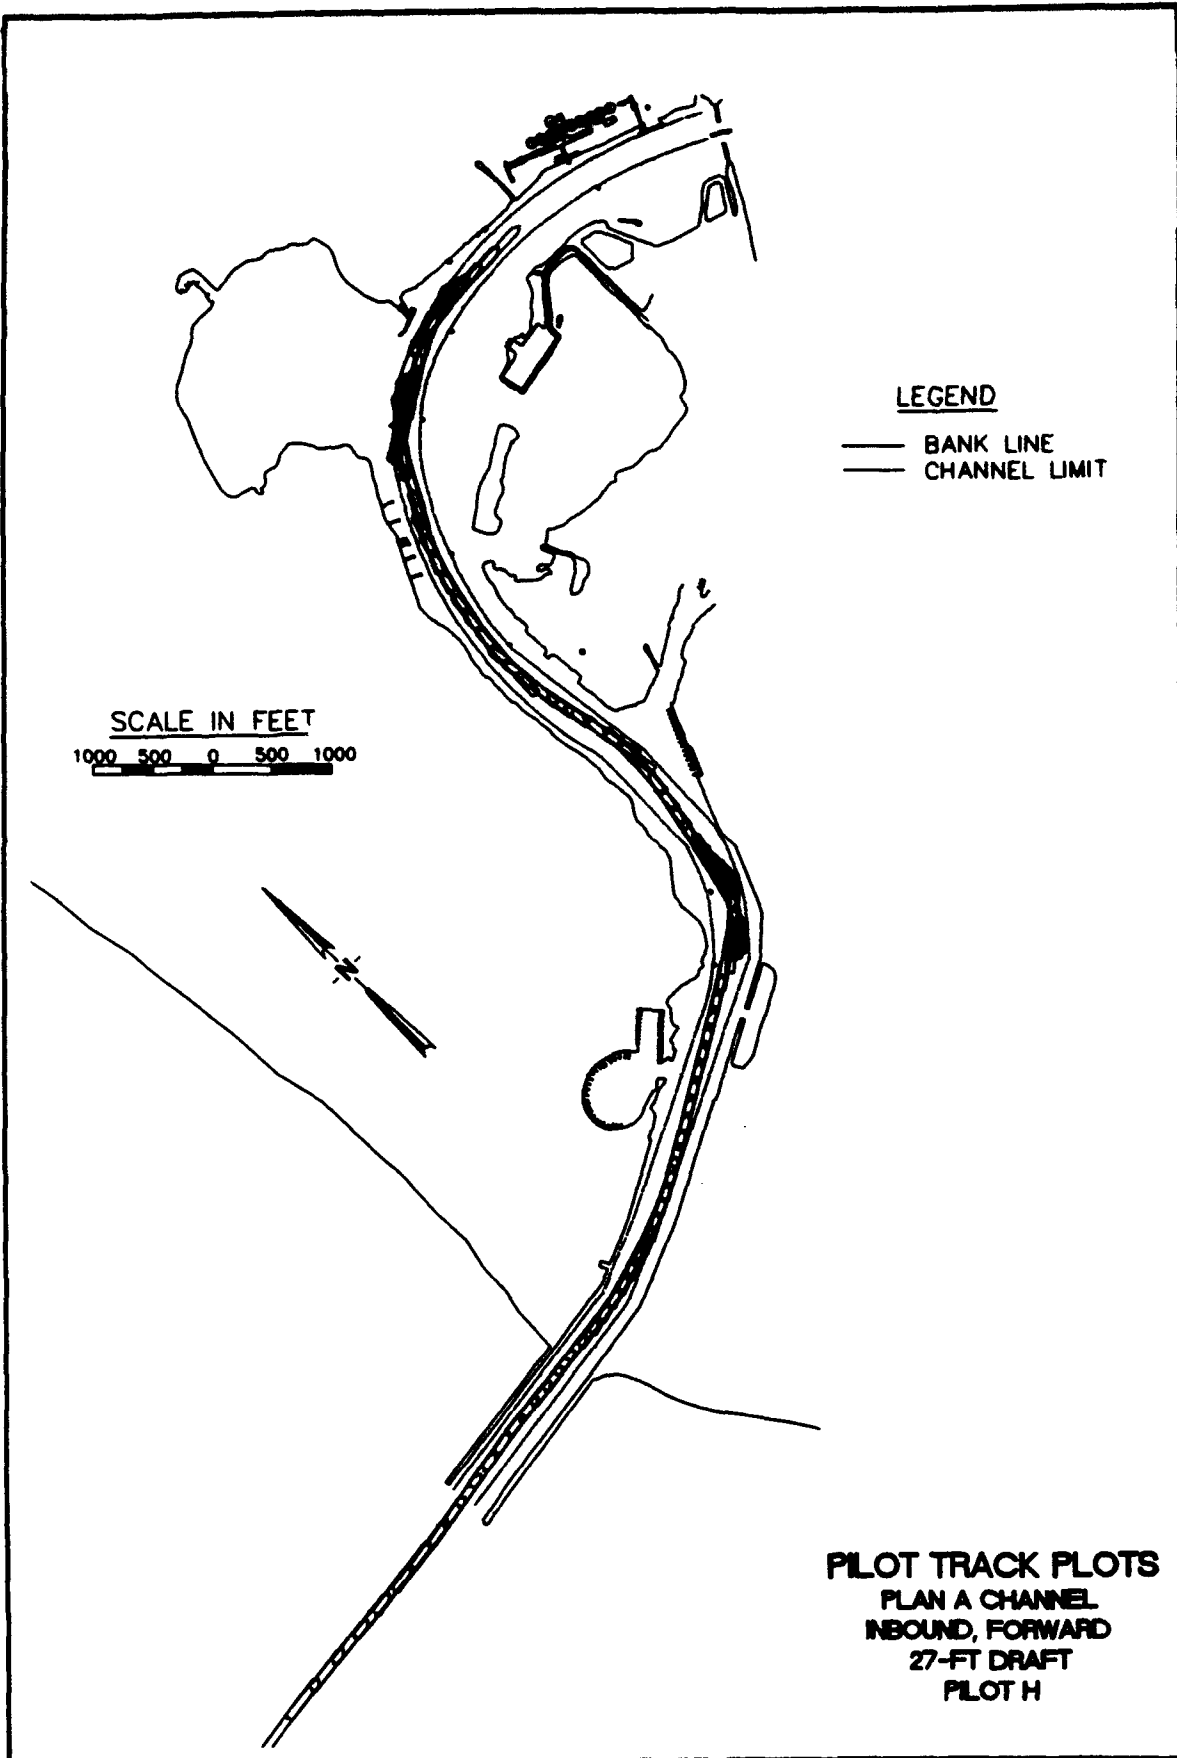 LEGEND
BANK LINE
CHANNEL LIMIT
SCALE IN FEET
1000 500 0 500 1000
N
PILOT TRACK PLOTS
PLAN A CHANNEL
INBOUND, FORWARD
27-FT DRAFT
PILOT H